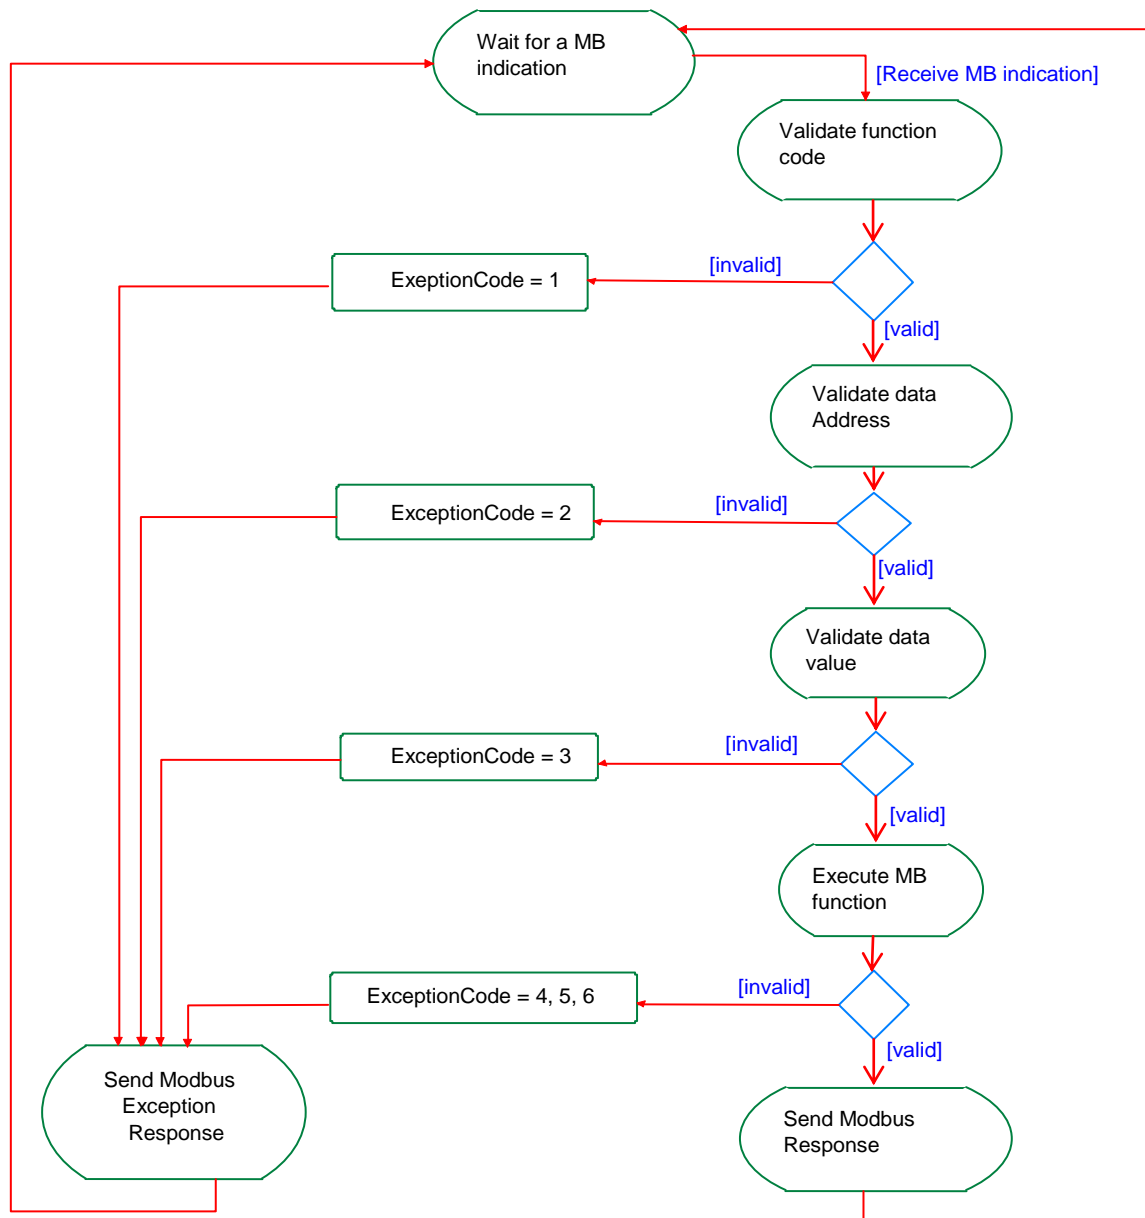 Wait for a MB
indication
[Receive MB indication]
Validate function
code
[invalid]
ExeptionCode = 1
[valid]
Validate data
Address
[invalid]
ExceptionCode = 2
[valid]
Validate data
value
[invalid]
ExceptionCode = 3
[valid]
Execute MB
function
[invalid]
ExceptionCode = 4, 5, 6
[valid]
Send Modbus
Exception
Response
Send Modbus
Response